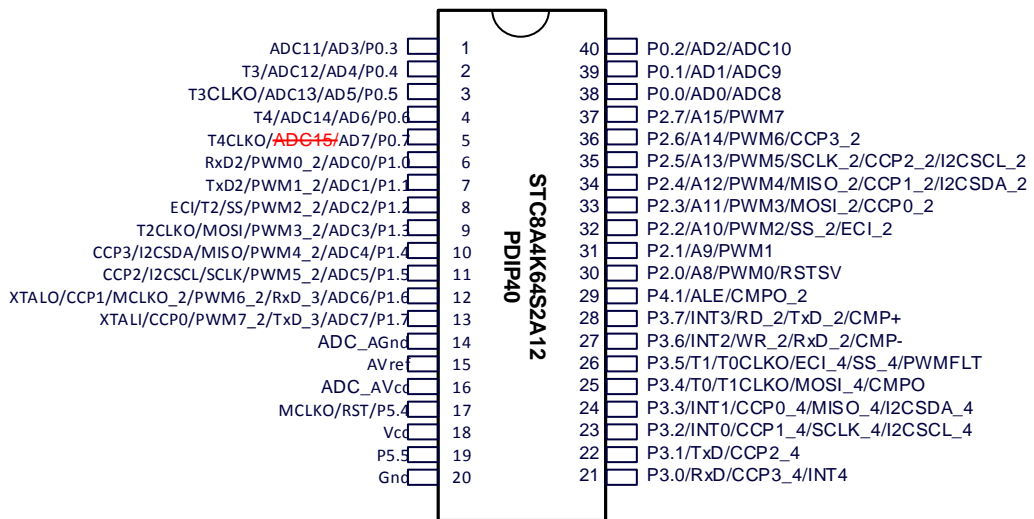 ADC11/AD3/P0.3 1 40 P0.2/AD2/ADC10
T3/ADC12/AD4/P0.4 2 39 P0.1/AD1/ADC9
T3CLKO/ADC13/AD5/P0.5 3 38 P0.0/AD0/ADC8
T4/ADC14/AD6/P0.6 4 37 P2.7/A15/PWM7
T4CLKO/ADC15/AD7/P0.7 5 36 P2.6/A14/PWM6/CCP3_2
RxD2/PWM0_2/ADC0/P1.0 6 35 P2.5/A13/PWM5/SCLK_2/CCP2_2/I2CSCL_2
TxD2/PWM1_2/ADC1/P1.1 7 34 P2.4/A12/PWM4/MISO_2/CCP1_2/I2CSDA_2
ECI/T2/SS/PWM2_2/ADC2/P1.2 8 33 P2.3/A11/PWM3/MOSI_2/CCP0_2
T2CLKO/MOSI/PWM3_2/ADC3/P1.3 9 32 P2.2/A10/PWM2/SS_2/ECI_2
CCP3/I2CSDA/MISO/PWM4_2/ADC4/P1.4 10 31 P2.1/A9/PWM1
CCP2/I2CSCL/SCLK/PWM5_2/ADC5/P1.5 11 30 P2.0/A8/PWM0/RSTSV
XTALO/CCP1/MCLKO_2/PWM6_2/RxD_3/ADC6/P1.6 12 29 P4.1/ALE/CMPO_2
XTALI/CCP0/PWM7_2/TxD_3/ADC7/P1.7 13 28 P3.7/INT3/RD_2/TxD_2/CMP+
ADC_AGnd 14 27 P3.6/INT2/WR_2/RxD_2/CMP-
AVref 15 26 P3.5/T1/T0CLKO/ECI_4/SS_4/PWMFLT
ADC_AVcc 16 25 P3.4/T0/T1CLKO/MOSI_4/CMPO
MCLKO/RST/P5.4 17 24 P3.3/INT1/CCP0_4/MISO_4/I2CSDA_4
Vcc 18 23 P3.2/INT0/CCP1_4/SCLK_4/I2CSCL_4
P5.5 19 22 P3.1/TxD/CCP2_4
Gnd 20 21 P3.0/RxD/CCP3_4/INT4
STC8A4K64S2A12
PDIP40